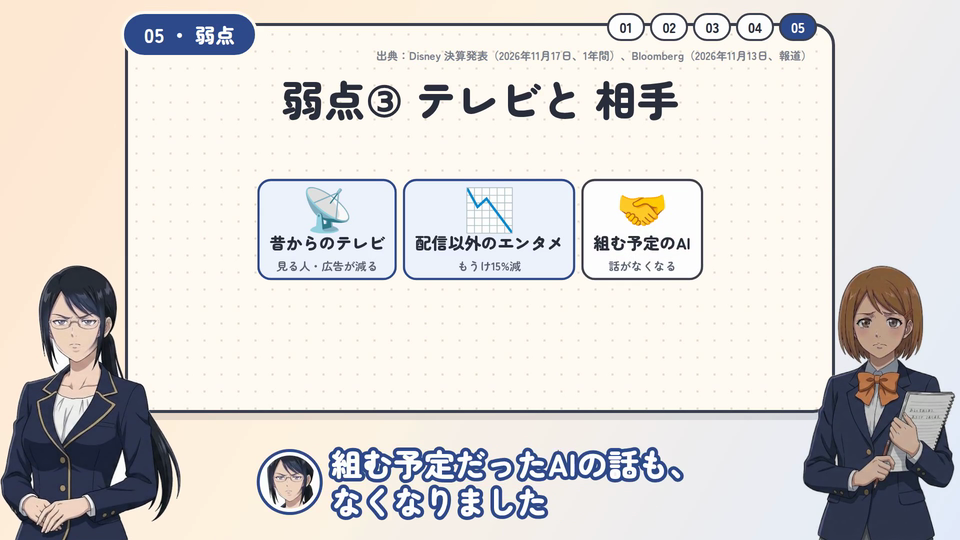 05 ・ 弱点
01 02 03 04 05
出典：Disney 決算発表（2026年11月17日、1年間）、Bloomberg（2026年11月13日、報道）
弱点③ テレビと 相手
昔からのテレビ
見る人・広告が減る
配信以外のエンタメ
もうけ15%減
組む予定のAI
話がなくなる
組む予定だったAIの話も、
なくなりました